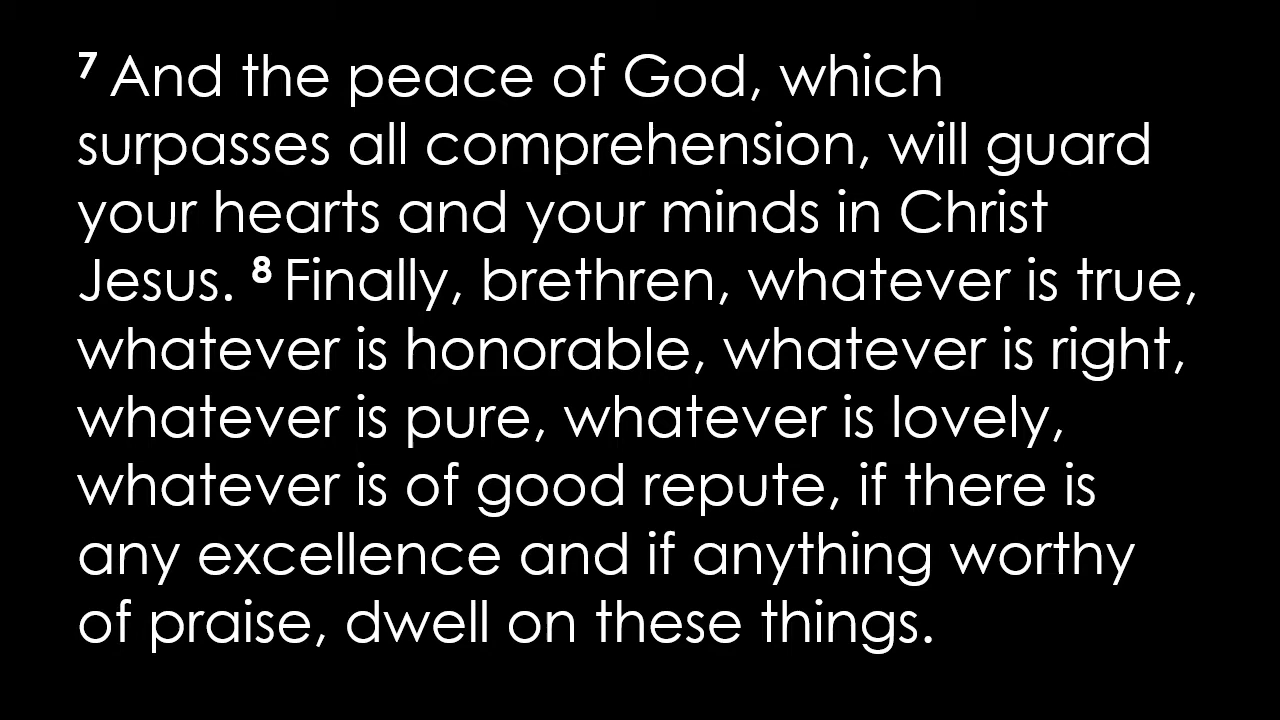 7 And the peace of God, which
surpasses all comprehension, will guard
your hearts and your minds in Christ
Jesus. 8 Finally, brethren, whatever is true,
whatever is honorable, whatever is right,
whatever is pure, whatever is lovely,
whatever is of good repute, if there is
any excellence and if anything worthy
of praise, dwell on these things.